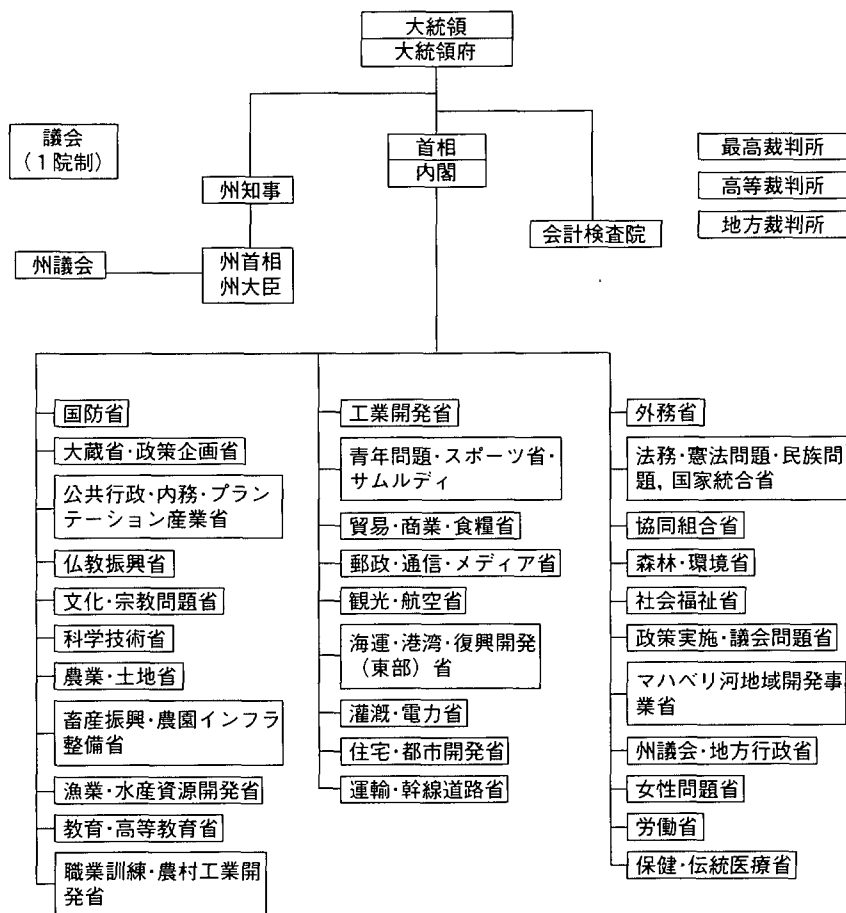 大統領
大統領府
議会
(1院制)
首相
内閣
最高裁判所
高等裁判所
地方裁判所
州知事
会計検査院
州議会
州首相
州大臣
国防省
大蔵省・政策企画省
公共行政・内務・プラン
テーション産業省
仏教振興省
文化・宗教問題省
科学技術省
農業・土地省
畜産振興・農園インフラ
整備省
漁業・水産資源開発省
教育・高等教育省
職業訓練・農村工業開
発省
工業開発省
青年問題・スポーツ省・
サムルディ
貿易・商業・食糧省
郵政・通信・メディア省
観光・航空省
海運・港湾・復興開発
(東部)省
灌漑・電力省
住宅・都市開発省
運輸・幹線道路省
外務省
法務・憲法問題・民族問
題,国家統合省
協同組合省
森林・環境省
社会福祉省
政策実施・議会問題省
マハベリ河地域開発事
業省
州議会・地方行政省
女性問題省
労働省
保健・伝統医療省